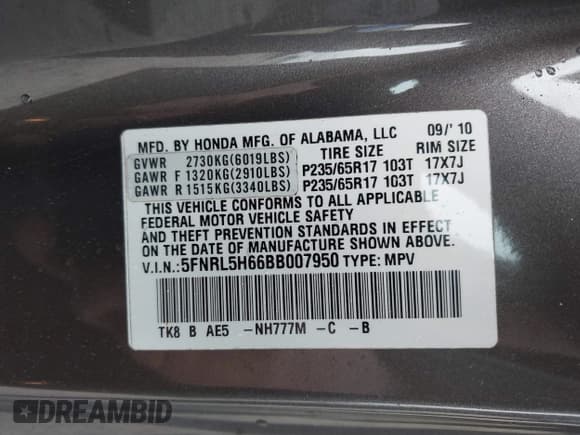 MFD. BY HONDA MFG. OF ALABAMA, LLC 09/' 10
TIRE SIZE RIM SIZE
GVWR 2730KG(6019LBS)
GAWR F 1320KG(2910LBS) P235/65R17 103T 17X7J
GAWR R 1515KG(3340LBS) P235/65R17 103T 17X7J
THIS VEHICLE CONFORMS TO ALL APPLICABLE
FEDERAL MOTOR VEHICLE SAFETY
AND THEFT PREVENTION STANDARDS IN EFFECT
ON THE DATE OF MANUFACTURE SHOWN ABOVE.
V.I.N.:5FNRL5H66BB007950 TYPE: MPV
TK8 B AE5 -NH777M -C -B
DREAMBID